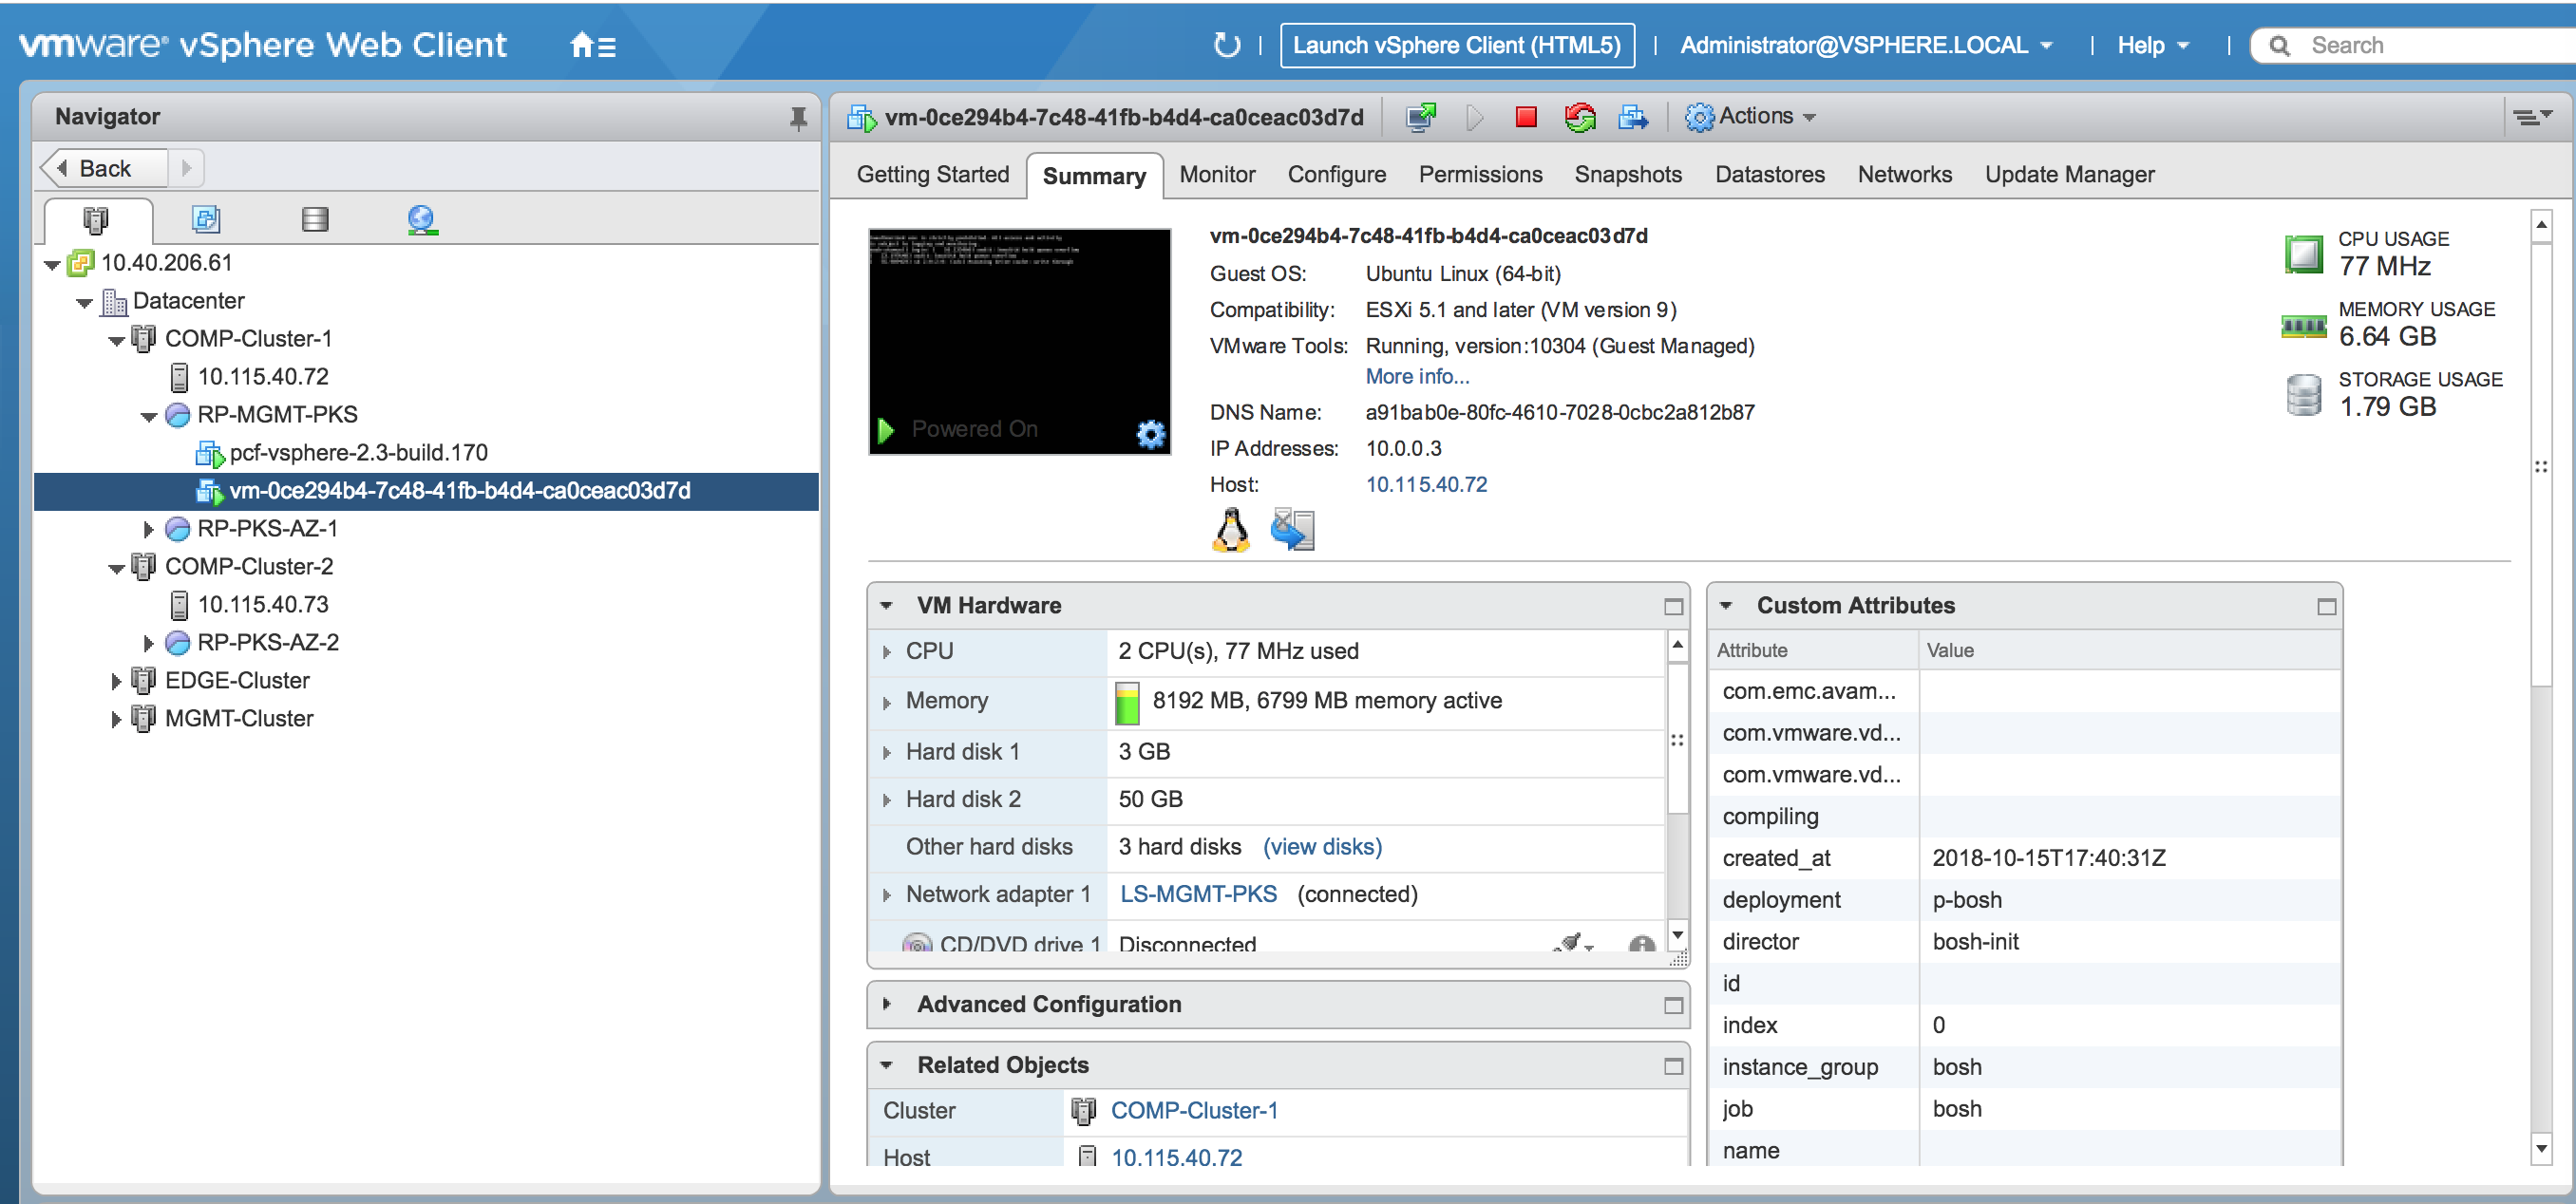 vmware® vSphere Web Client
Launch vSphere Client (HTML5)
Administrator@VSPHERE.LOCAL
Help
Search
Navigator
Back
10.40.206.61
Datacenter
COMP-Cluster-1
10.115.40.72
RP-MGMT-PKS
pcf-vsphere-2.3-build.170
vm-0ce294b4-7c48-41fb-b4d4-ca0ceac03d7d
RP-PKS-AZ-1
COMP-Cluster-2
10.115.40.73
RP-PKS-AZ-2
EDGE-Cluster
MGMT-Cluster
vm-0ce294b4-7c48-41fb-b4d4-ca0ceac03d7d
Actions
Getting Started Summary Monitor Configure Permissions Snapshots Datastores Networks Update Manager
Powered On
vm-0ce294b4-7c48-41fb-b4d4-ca0ceac03d7d
Guest OS: Ubuntu Linux (64-bit)
Compatibility: ESXi 5.1 and later (VM version 9)
VMware Tools: Running, version:10304 (Guest Managed)
More info...
DNS Name: a91bab0e-80fc-4610-7028-0cbc2a812b87
IP Addresses: 10.0.0.3
Host: 10.115.40.72
CPU USAGE
77 MHz
MEMORY USAGE
6.64 GB
STORAGE USAGE
1.79 GB
VM Hardware
CPU 2 CPU(s), 77 MHz used
Memory 8192 MB, 6799 MB memory active
Hard disk 1 3 GB
Hard disk 2 50 GB
Other hard disks 3 hard disks (view disks)
Network adapter 1 LS-MGMT-PKS (connected)
CD/DVD drive 1 Disconnected
Advanced Configuration
Related Objects
Cluster COMP-Cluster-1
Host 10.115.40.72
Custom Attributes
Attribute Value
com.emc.avam...
com.vmware.vd...
com.vmware.vd...
compiling
created_at 2018-10-15T17:40:31Z
deployment p-bosh
director bosh-init
id
index 0
instance_group bosh
job bosh
name